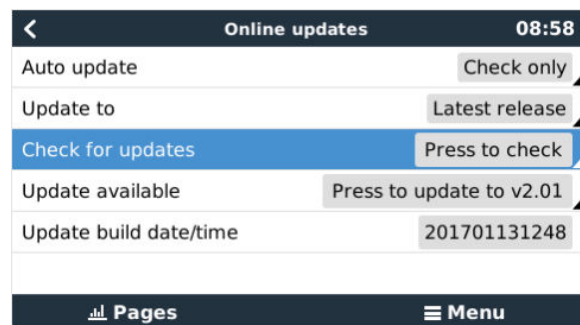 Online updates 08:58
Auto update Check only
Update to Latest release
Check for updates Press to check
Update available Press to update to v2.01
Update build date/time 201701131248
Pages Menu